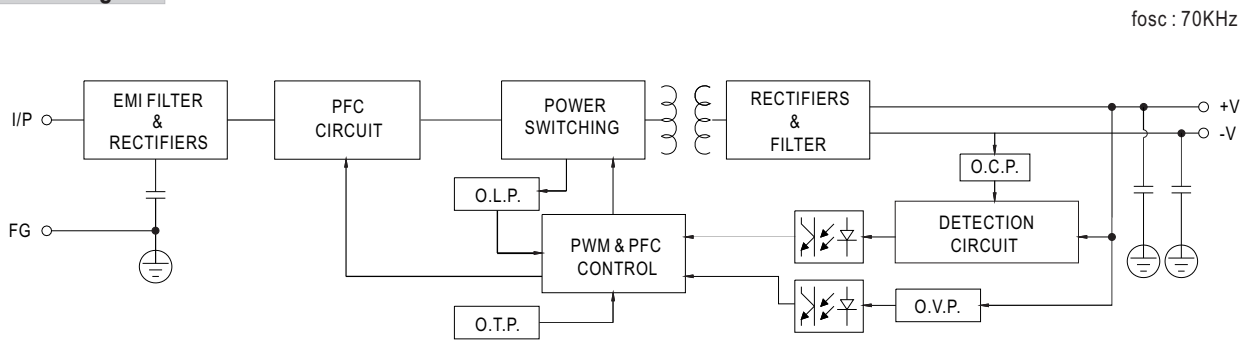 fosc : 70KHz
I/P
EMI FILTER
&
RECTIFIERS
PFC
CIRCUIT
POWER
SWITCHING
RECTIFIERS
&
FILTER
+V
-V
O.C.P.
O.L.P.
FG
PWM & PFC
CONTROL
DETECTION
CIRCUIT
O.T.P.
O.V.P.